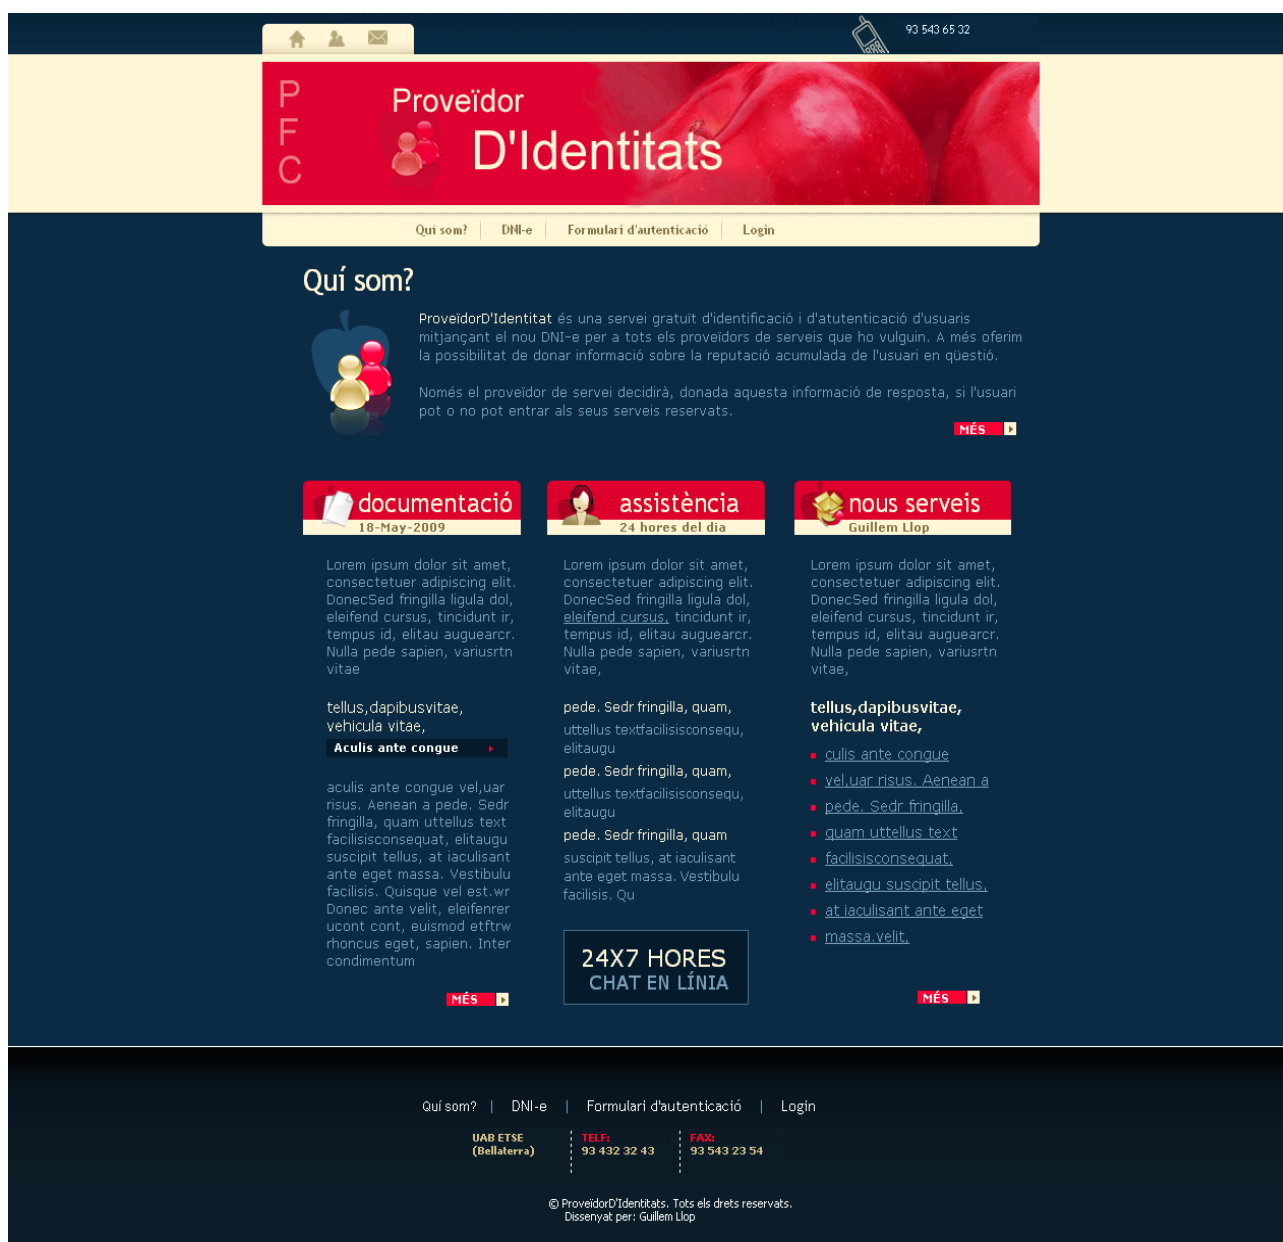 93 543 65 32
P
F
C
Proveïdor
D'Identitats
Qui som?
DNI-e
Formulari d'autenticació
Login
Quí som?
ProveïdorD'Identitat és una servei gratuït d'identificació i d'atutenticació d'usuaris
mitjançant el nou DNI-e per a tots els proveïdors de serveis que ho vulguin. A més oferim
la possibilitat de donar informació sobre la reputació acumulada de l'usuari en qüestió.
Només el proveïdor de servei decidirà, donada aquesta informació de resposta, si l'usuari
pot o no pot entrar als seus serveis reservats.
MÉS
documentació
18-May-2009
Lorem ipsum dolor sit amet,
consectetuer adipiscing elit.
DonecSed fringilla ligula dol,
eleifend cursus, tincidunt ir,
tempus id, elitau auguearcr.
Nulla pede sapien, variusrtn
vitae
tellus,dapibusvitae,
vehicula vitae,
Aculis ante congue
aculis ante congue vel,uar
risus. Aenean a pede. Sedr
fringilla, quam uttellus text
facilisisconsequat, elitaugu
suscipit tellus, at iaculisant
ante eget massa. Vestibulu
facilisis. Quisque vel est.wr
Donec ante velit, eleifenrer
ucont cont, euismod etftrw
rhoncus eget, sapien. Inter
condimentum
MÉS
assistència
24 hores del dia
Lorem ipsum dolor sit amet,
consectetuer adipiscing elit.
DonecSed fringilla ligula dol,
eleifend cursus, tincidunt ir,
tempus id, elitau auguearcr.
Nulla pede sapien, variusrtn
vitae,
pede. Sedr fringilla, quam,
uttellus textfacilisisconsequ,
elitaugu
pede. Sedr fringilla, quam,
uttellus textfacilisisconsequ,
elitaugu
pede. Sedr fringilla, quam
suscipit tellus, at iaculisant
ante eget massa. Vestibulu
facilisis. Qu
24X7 HORES
CHAT EN LÍNIA
nous serveis
Guillem Llop
Lorem ipsum dolor sit amet,
consectetuer adipiscing elit.
DonecSed fringilla ligula dol,
eleifend cursus, tincidunt ir,
tempus id, elitau auguearcr.
Nulla pede sapien, variusrtn
vitae,
tellus,dapibusvitae,
vehicula vitae,
culis ante congue
vel,uar risus. Aenean a
pede. Sedr fringilla,
quam uttellus text
facilisisconsequat,
elitaugu suscipit tellus,
at iaculisant ante eget
massa.velit,
MÉS
Quí som? | DNI-e | Formulari d'autenticació | Login
UAB ETSE
(Bellaterra)
TELF:
93 432 32 43
FAX:
93 543 23 54
© ProveïdorD'Identitats. Tots els drets reservats.
Dissenyat per: Guillem Llop